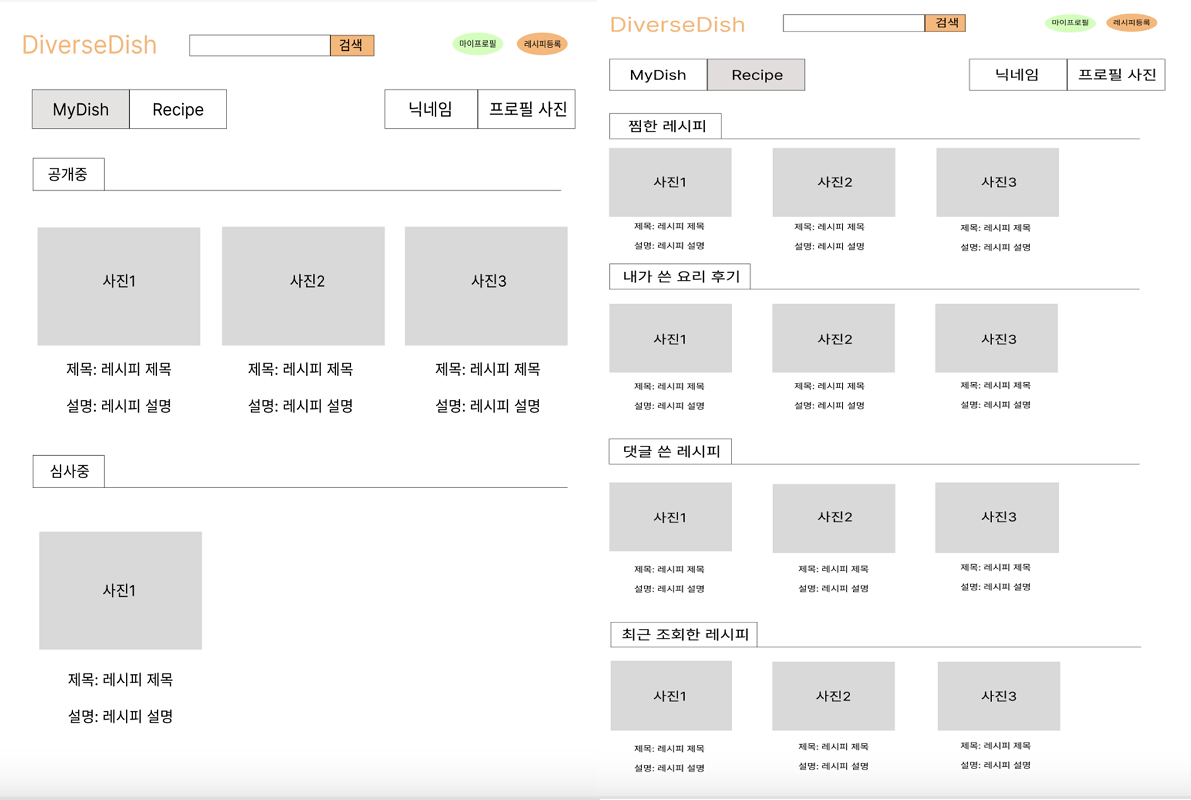 DiverseDish 검색 마이프로필 레시피등록
MyDish Recipe 닉네임 프로필 사진
공개중
사진1 사진2 사진3
제목: 레시피 제목 제목: 레시피 제목 제목: 레시피 제목
설명: 레시피 설명 설명: 레시피 설명 설명: 레시피 설명
심사중
사진1
제목: 레시피 제목
설명: 레시피 설명
DiverseDish 검색 마이프로필 레시피등록
MyDish Recipe 닉네임 프로필 사진
찜한 레시피
사진1 사진2 사진3
제목: 레시피 제목 제목: 레시피 제목 제목: 레시피 제목
설명: 레시피 설명 설명: 레시피 설명 설명: 레시피 설명
내가 쓴 요리 후기
사진1 사진2 사진3
제목: 레시피 제목 제목: 레시피 제목 제목: 레시피 제목
설명: 레시피 설명 설명: 레시피 설명 설명: 레시피 설명
댓글 쓴 레시피
사진1 사진2 사진3
제목: 레시피 제목 제목: 레시피 제목 제목: 레시피 제목
설명: 레시피 설명 설명: 레시피 설명 설명: 레시피 설명
최근 조회한 레시피
사진1 사진2 사진3
제목: 레시피 제목 제목: 레시피 제목 제목: 레시피 제목
설명: 레시피 설명 설명: 레시피 설명 설명: 레시피 설명